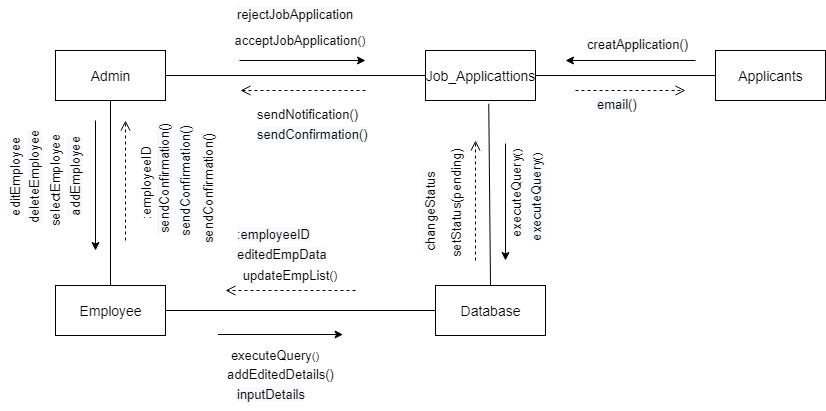 rejectJobApplication
acceptJobApplication()
creatApplication()
Admin
Job_Applicattions
Applicants
sendNotification()
sendConfirmation()
email()
editEmployee
deleteEmployee
selectEmployee
addEmployee
:employeeID
sendConfirmation()
sendConfirmation()
sendConfirmation()
changeStatus
setStatus(pending)
executeQuery()
executeQuery()
:employeeID
editedEmpData
updateEmpList()
Employee
Database
executeQuery()
addEditedDetails()
inputDetails